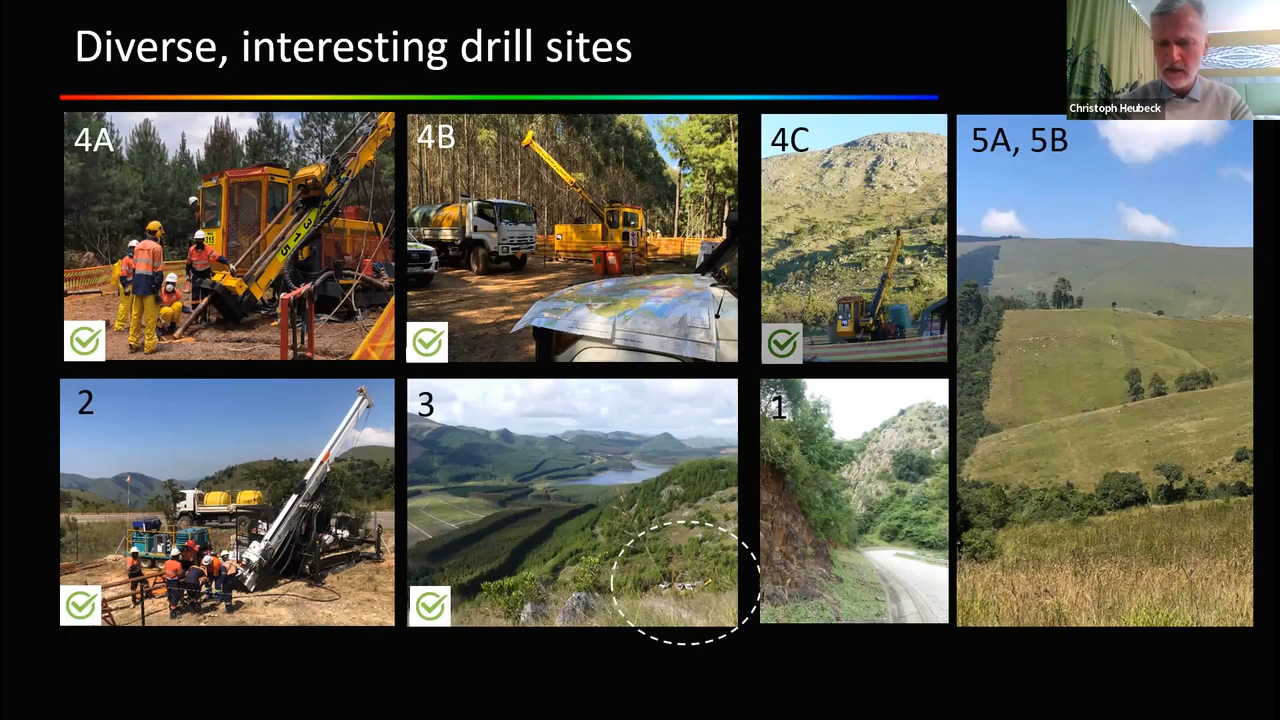 Diverse, interesting drill sites
Christoph Heubeck
4A
4B
4C
5A, 5B
2
3
1